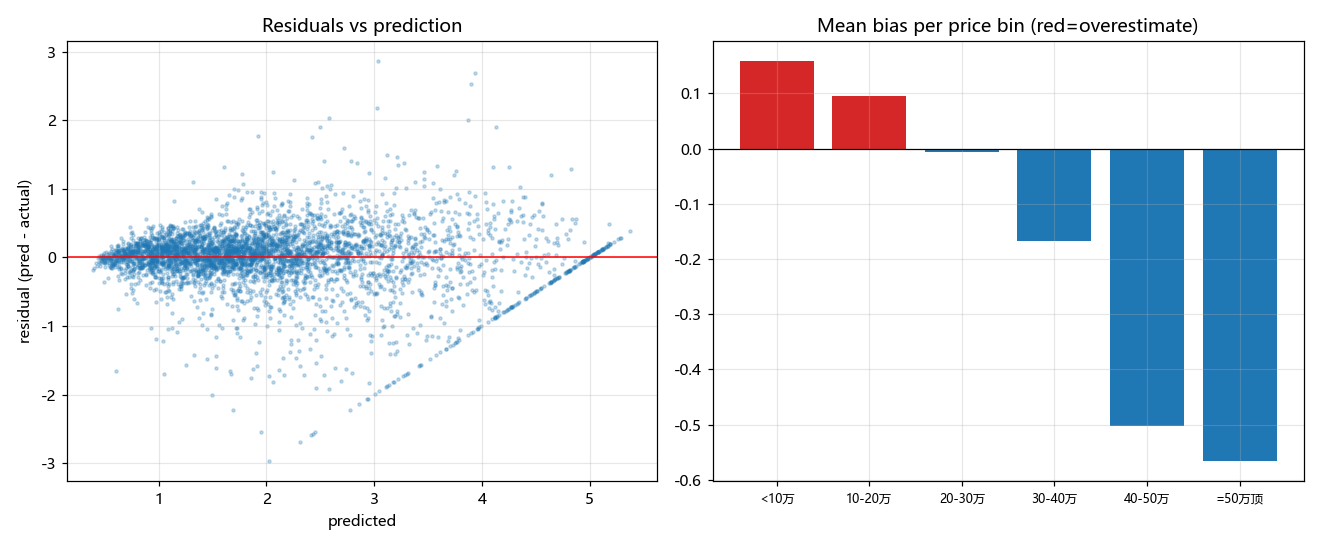 Residuals vs prediction
3
2
1
0
-1
-2
-3
residual (pred - actual)
1 2 3 4 5
predicted
Mean bias per price bin (red=overestimate)
0.1
0.0
-0.1
-0.2
-0.3
-0.4
-0.5
-0.6
<10万 10-20万 20-30万 30-40万 40-50万 =50万顶